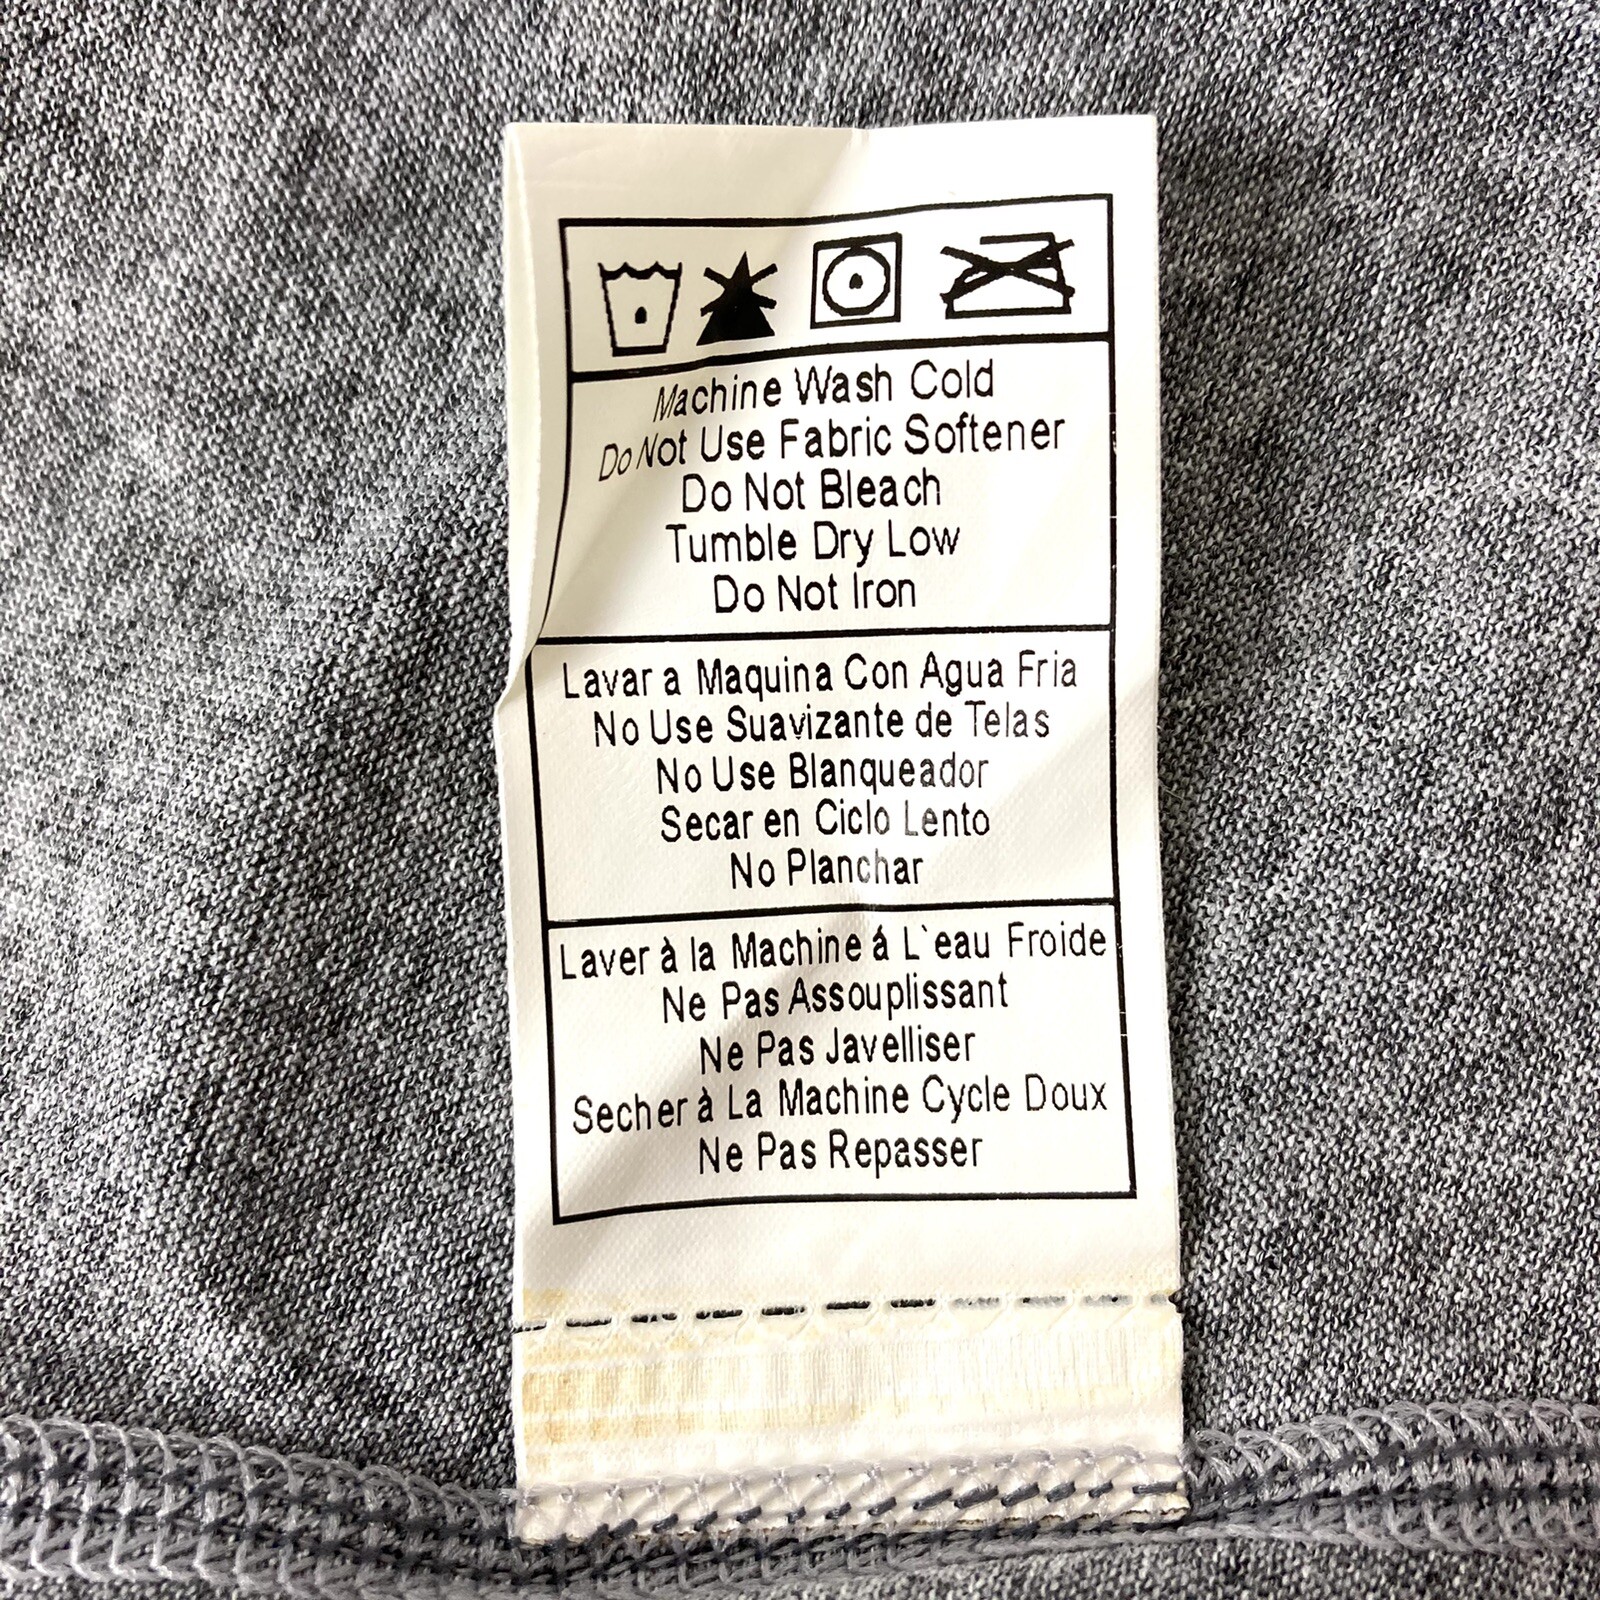 Machine Wash Cold
Do Not Use Fabric Softener
Do Not Bleach
Tumble Dry Low
Do Not Iron
Lavar a Maquina Con Agua Fria
No Use Suavizante de Telas
No Use Blanqueador
Secar en Ciclo Lento
No Planchar
Laver à la Machine á L`eau Froide
Ne Pas Assouplissant
Ne Pas Javelliser
Secher à La Machine Cycle Doux
Ne Pas Repasser